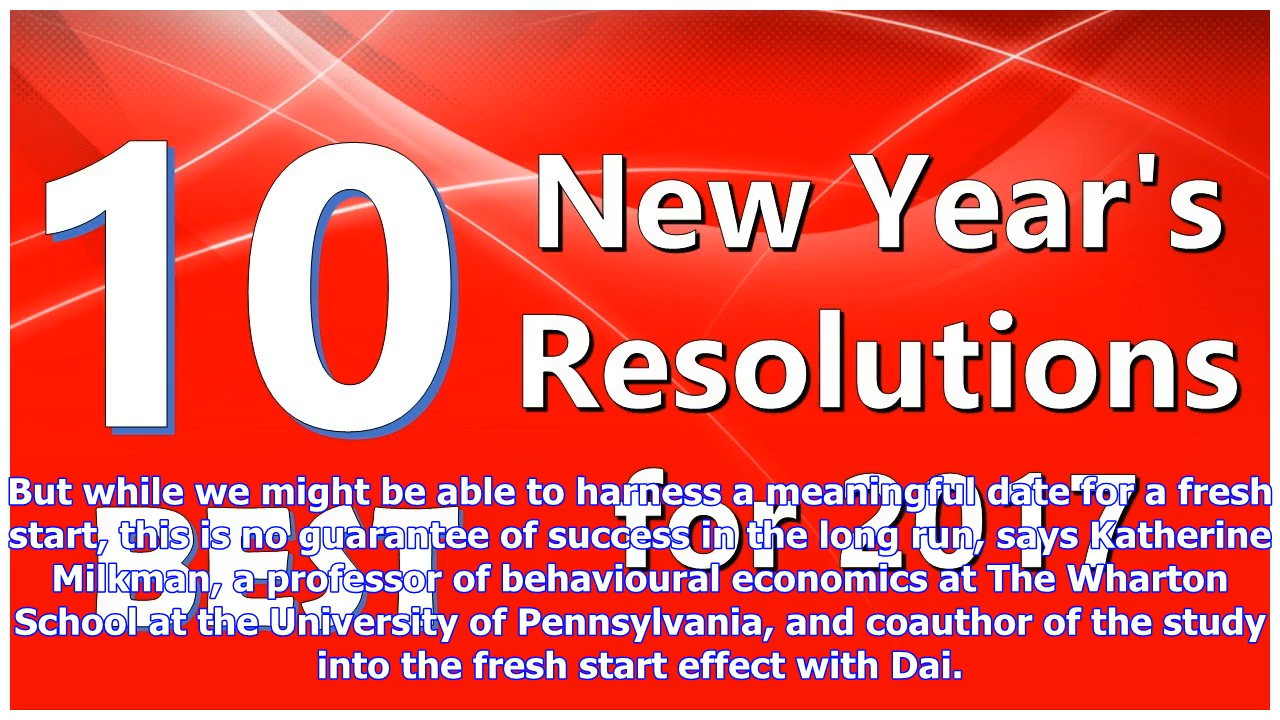 10
BEST
New Year's
Resolutions
for 2017
But while we might be able to harness a meaningful date for a fresh
start, this is no guarantee of success in the long run, says Katherine
Milkman, a professor of behavioural economics at The Wharton
School at the University of Pennsylvania, and coauthor of the study
into the fresh start effect with Dai.